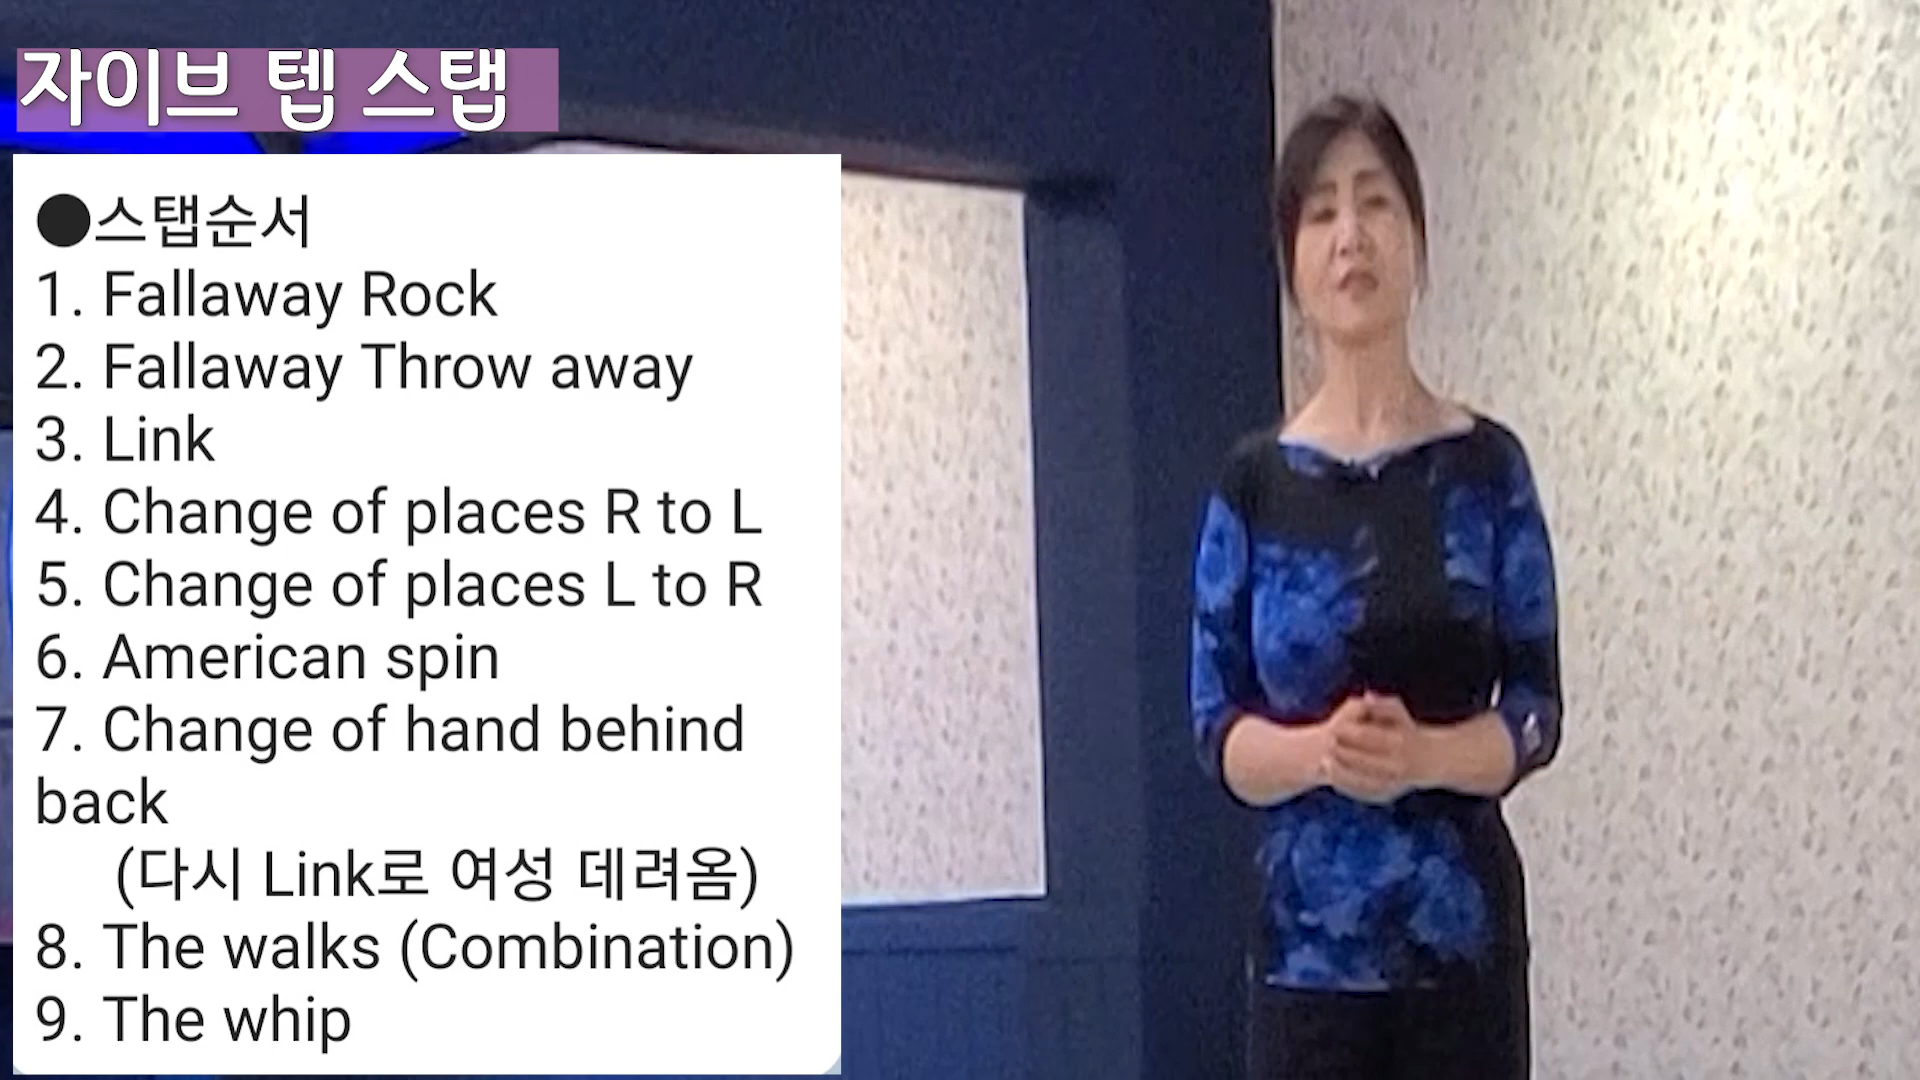 자이브 텝 스탭
●스탭순서
1. Fallaway Rock
2. Fallaway Throw away
3. Link
4. Change of places R to L
5. Change of places L to R
6. American spin
7. Change of hand behind
back
(다시 Link로 여성 데려옴)
8. The walks (Combination)
9. The whip